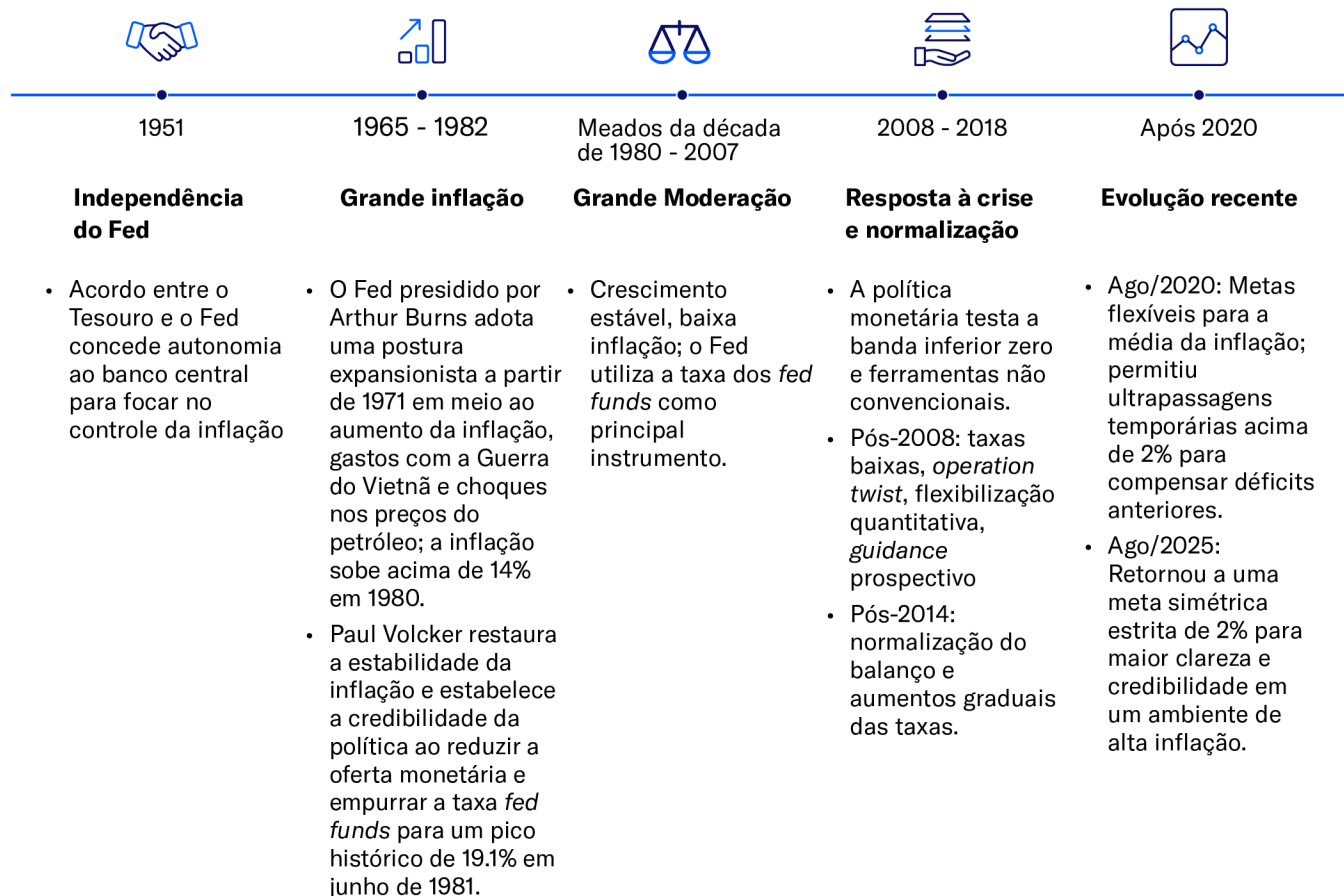 1951
Independência
do Fed
• Acordo entre o
Tesouro e o Fed
concede autonomia
ao banco central
para focar no
controle da inflação
1965 - 1982
Grande inflação
• O Fed presidido por
Arthur Burns adota
uma postura
expansionista a partir
de 1971 em meio ao
aumento da inflação,
gastos com a Guerra
do Vietnã e choques
nos preços do
petróleo; a inflação
sobe acima de 14%
em 1980.
• Paul Volcker restaura
a estabilidade da
inflação e estabelece
a credibilidade da
política ao reduzir a
oferta monetária e
empurrar a taxa fed
funds para um pico
histórico de 19.1% em
junho de 1981.
Meados da década
de 1980 - 2007
Grande Moderação
• Crescimento
estável, baixa
inflação; o Fed
utiliza a taxa dos fed
funds como
principal
instrumento.
2008 - 2018
Resposta à crise
e normalização
• A política
monetária testa a
banda inferior zero
e ferramentas não
convencionais.
• Pós-2008: taxas
baixas, operation
twist, flexibilização
quantitativa,
guidance
prospectivo
• Pós-2014:
normalização do
balanço e
aumentos graduais
das taxas.
Após 2020
Evolução recente
• Ago/2020: Metas
flexíveis para a
média da inflação;
permitiu
ultrapassagens
temporárias acima
de 2% para
compensar déficits
anteriores.
• Ago/2025:
Retornou a uma
meta simétrica
estrita de 2% para
maior clareza e
credibilidade em
um ambiente de
alta inflação.